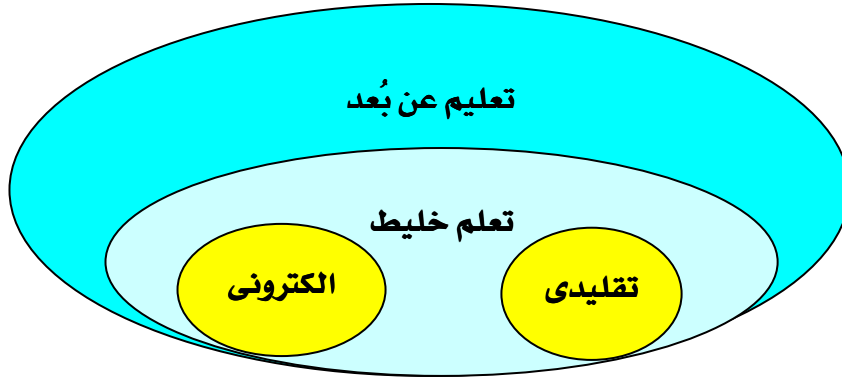 تعليم عن بُعد
تعلم خليط
تقليدى
الكترونى